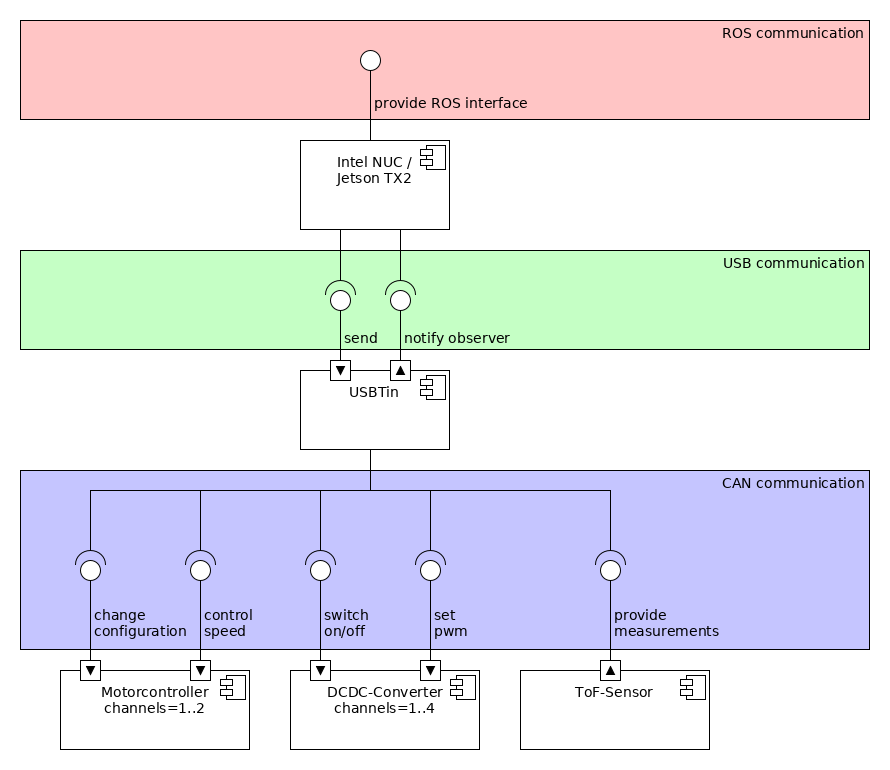 ROS communication
provide ROS interface
Intel NUC /
Jetson TX2
USB communication
send
notify observer
USBTin
CAN communication
change
configuration
control
speed
switch
on/off
set
pwm
provide
measurements
Motorcontroller
channels=1..2
DCDC-Converter
channels=1..4
ToF-Sensor